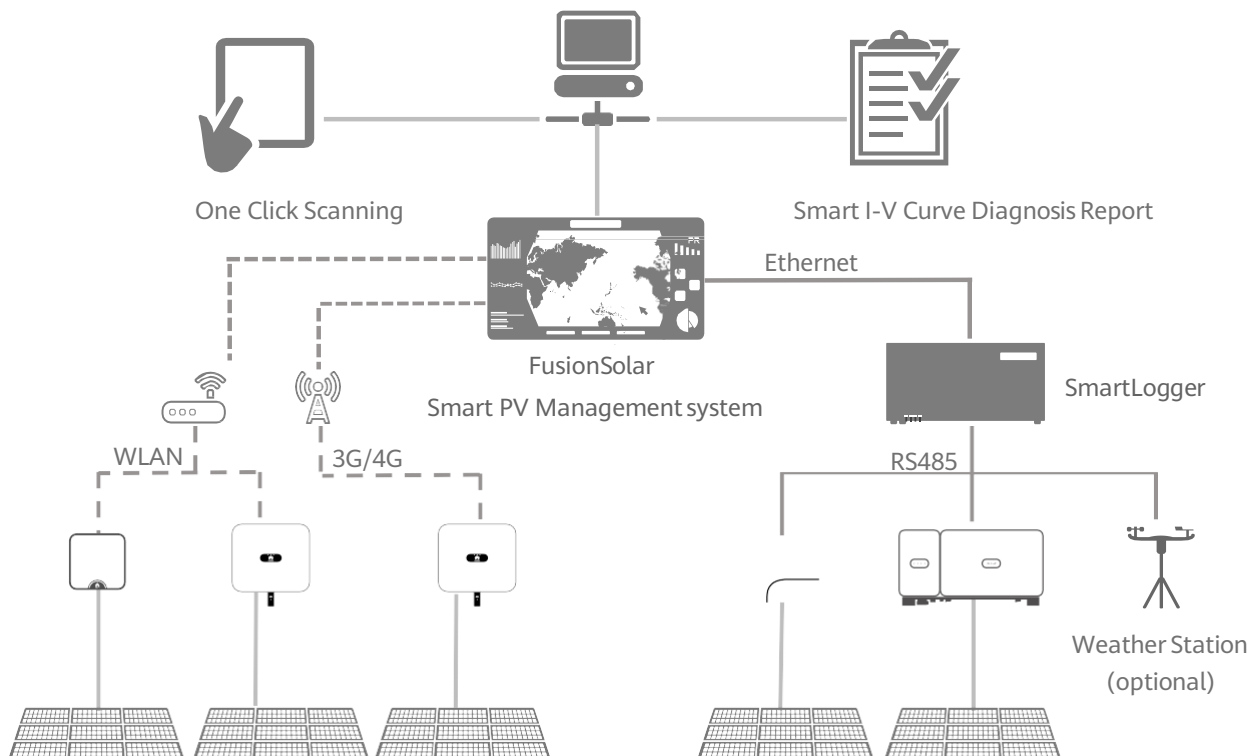 One Click Scanning
Smart I-V Curve Diagnosis Report
Ethernet
FusionSolar
Smart PV Management system
SmartLogger
WLAN
3G/4G
RS485
Weather Station
(optional)